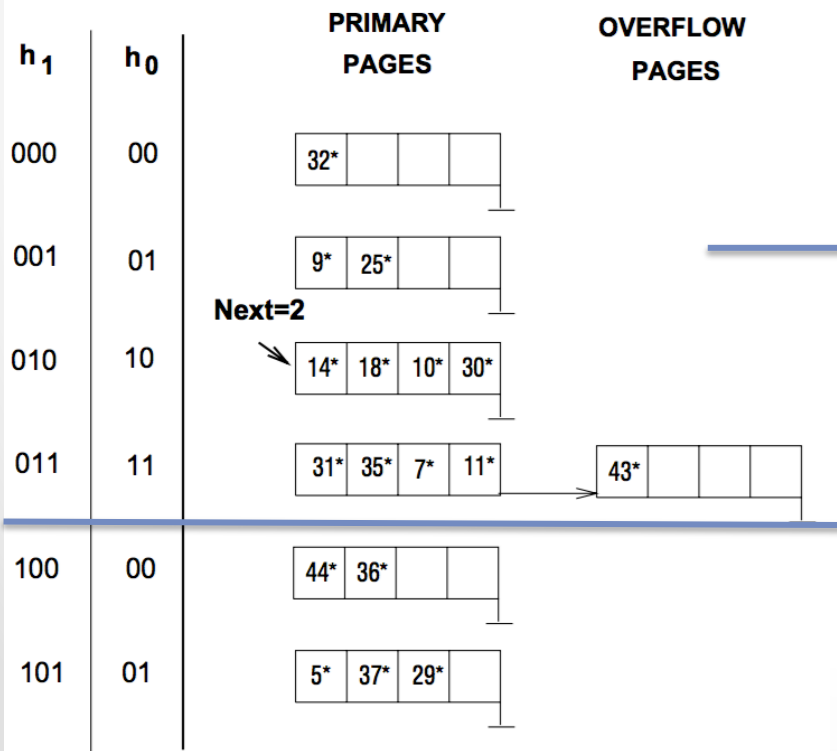 PRIMARY PAGES OVERFLOW PAGES
h1 h0
000 00 32*
001 01 9* 25*
Next=2
010 10 14* 18* 10* 30*
011 11 31* 35* 7* 11* 43*
100 00 44* 36*
101 01 5* 37* 29*